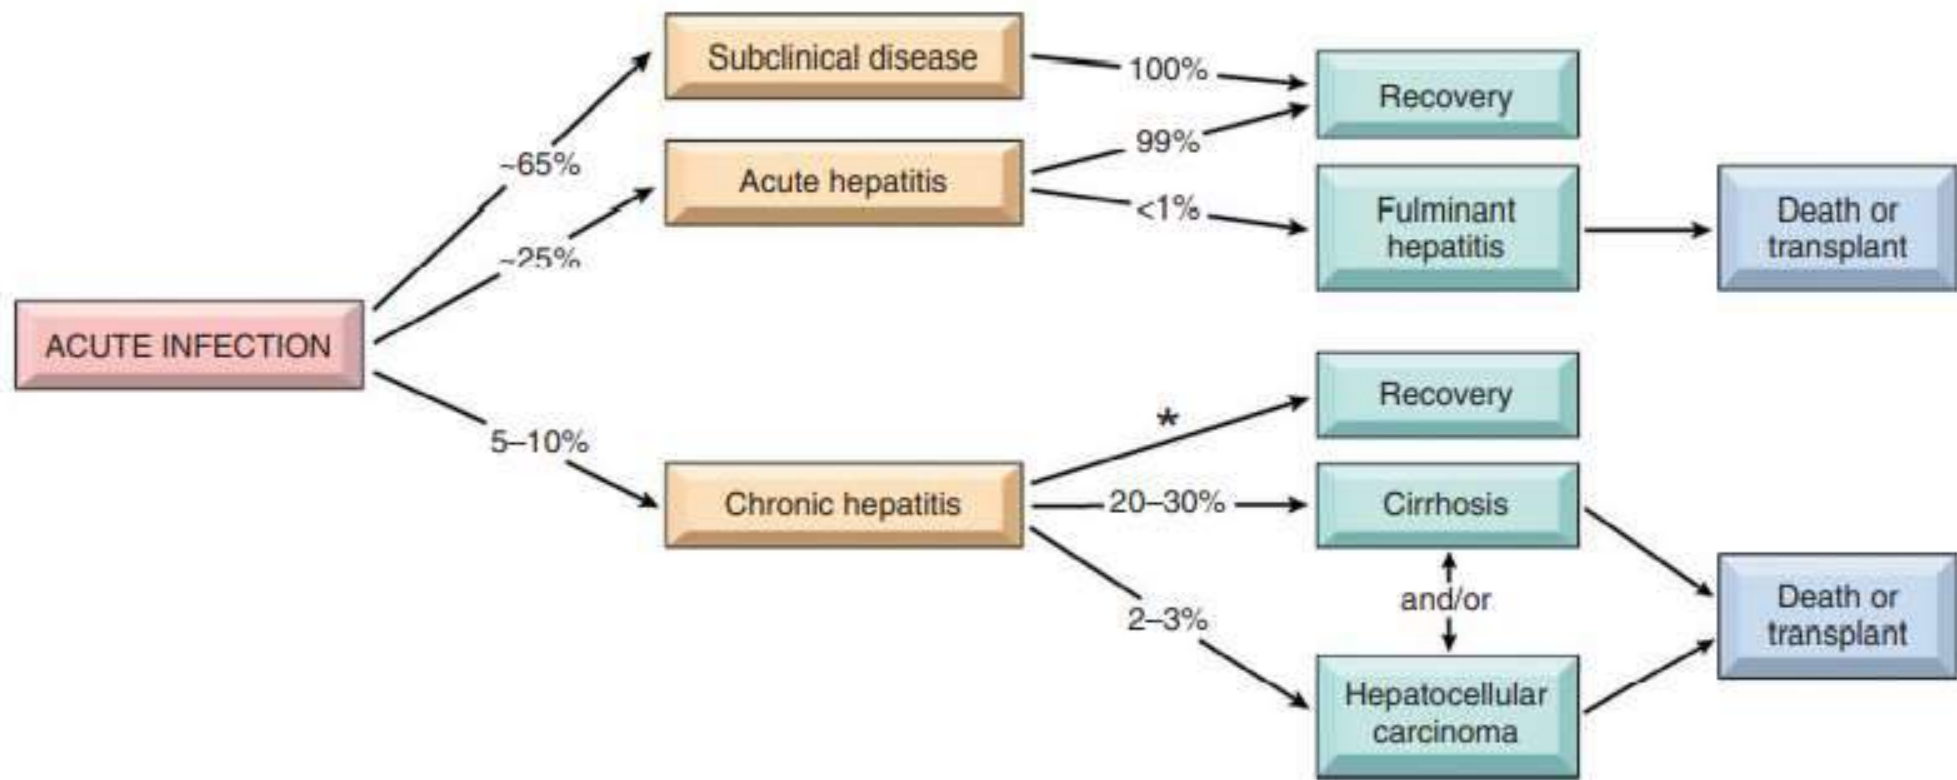 Subclinical disease
100%
Recovery
~65%
Acute hepatitis
99%
<1%
Fulminant
hepatitis
Death or
transplant
~25%
ACUTE INFECTION
5–10%
Chronic hepatitis
*
Recovery
20–30%
Cirrhosis
and/or
2–3%
Hepatocellular
carcinoma
Death or
transplant